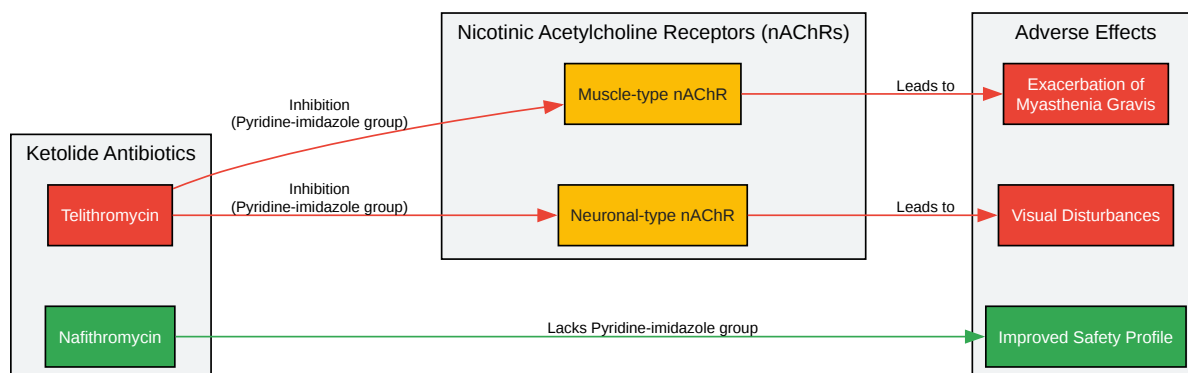 Nicotinic Acetylcholine Receptors (nAChRs)
Adverse Effects
Muscle-type nAChR
Leads to
Exacerbation of
Myasthenia Gravis
Inhibition
(Pyridine-imidazole group)
Ketolide Antibiotics
Telithromycin
Inhibition
(Pyridine-imidazole group)
Neuronal-type nAChR
Leads to
Visual Disturbances
Nafithromycin
Lacks Pyridine-imidazole group
Improved Safety Profile